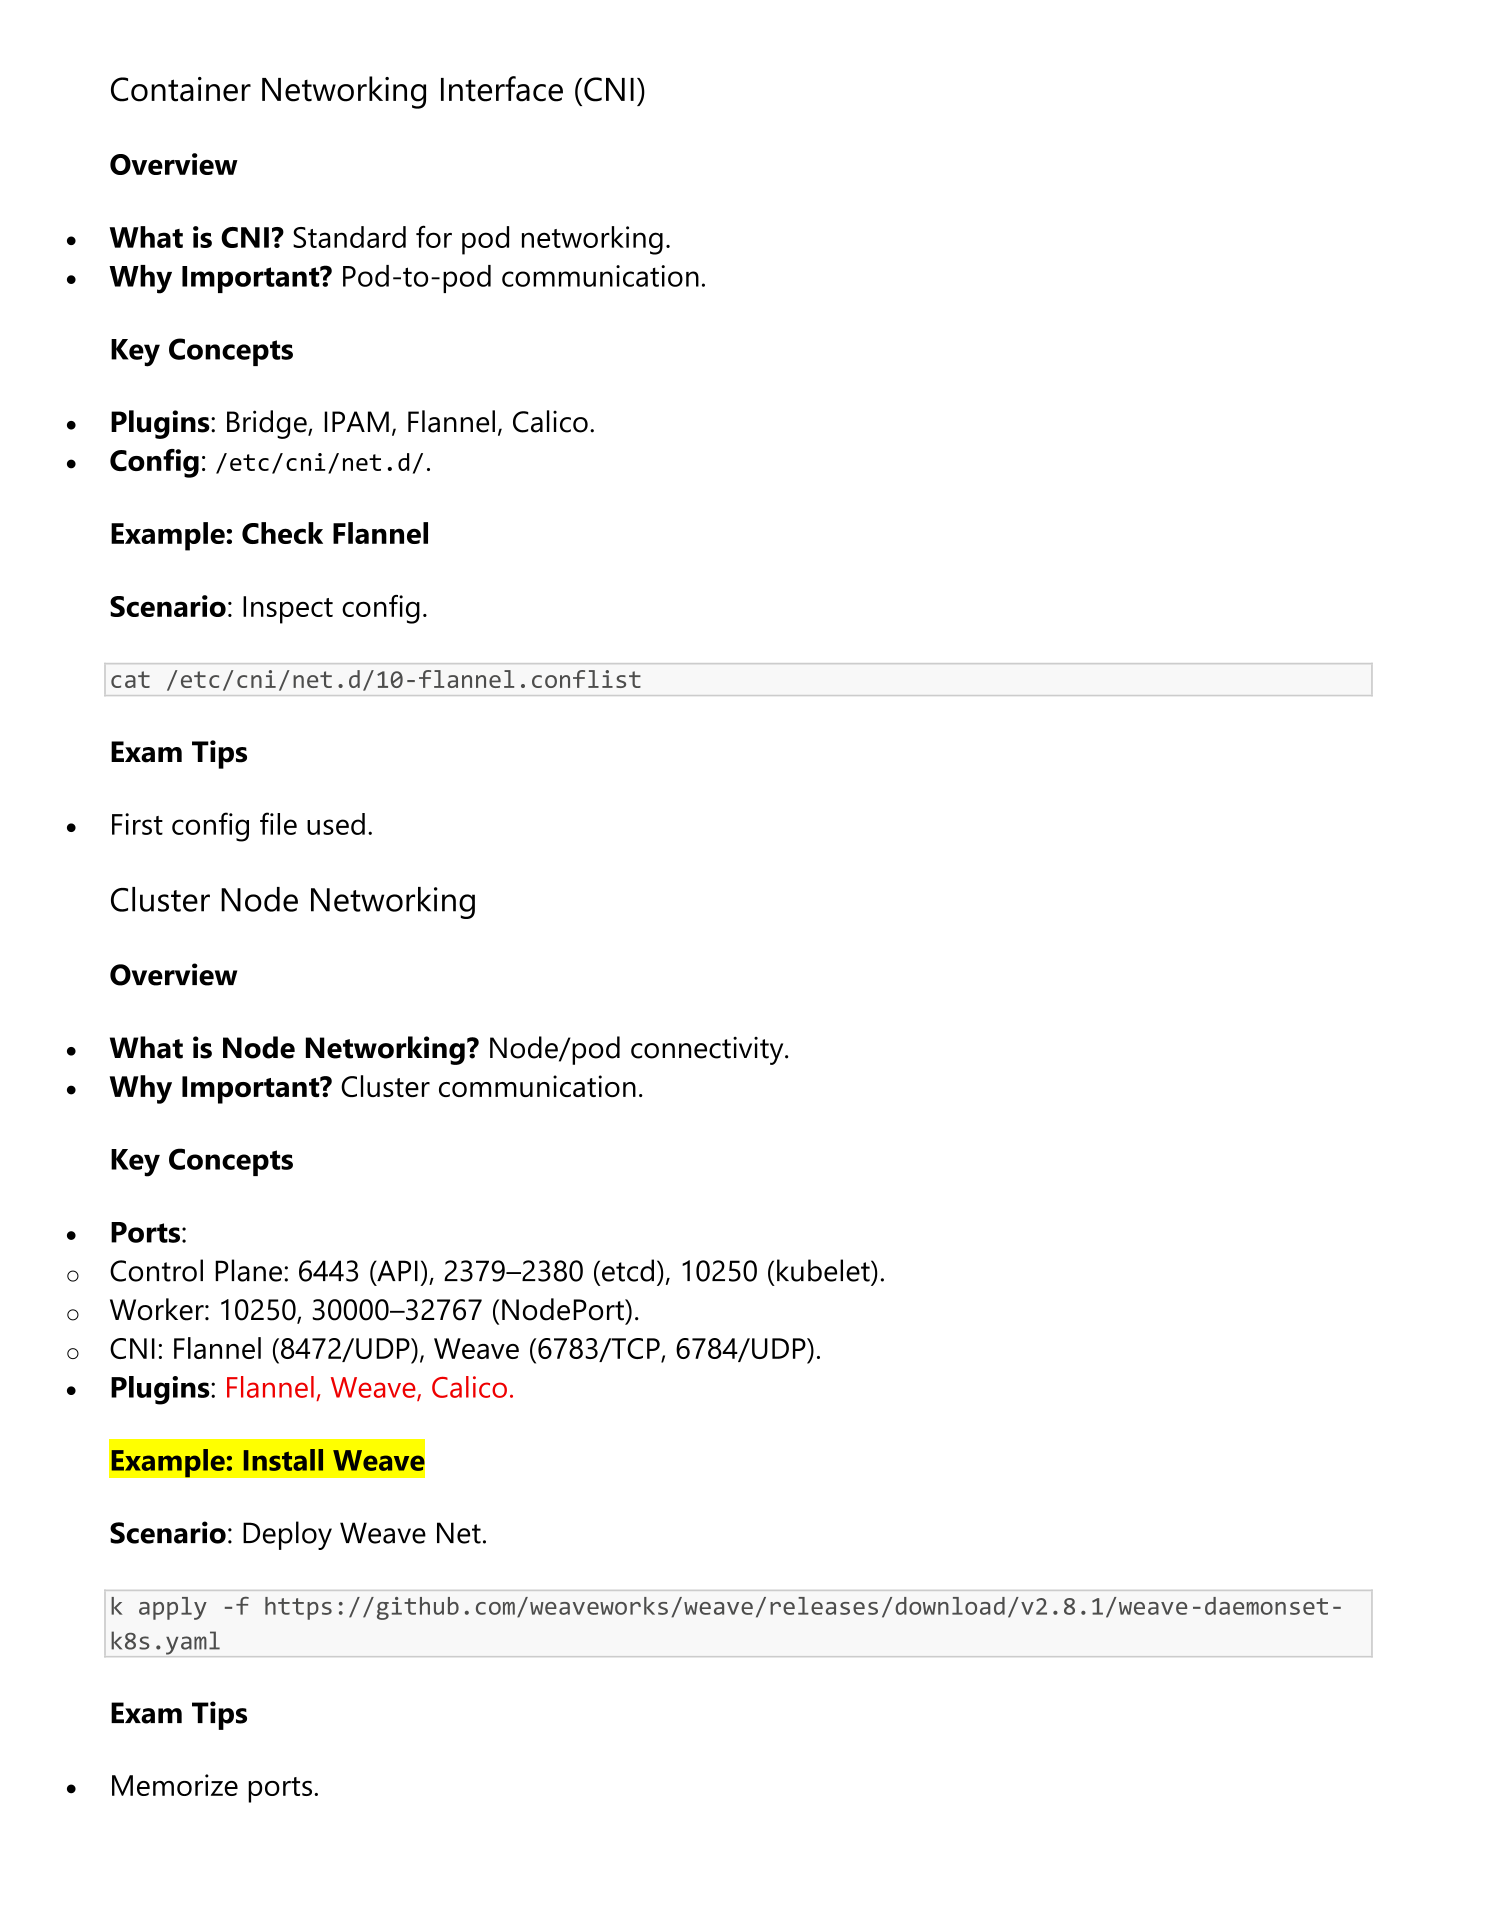 Container Networking Interface (CNI)
Overview
• What is CNI? Standard for pod networking.
• Why Important? Pod-to-pod communication.
Key Concepts
• Plugins: Bridge, IPAM, Flannel, Calico.
• Config: /etc/cni/net.d/.
Example: Check Flannel
Scenario: Inspect config.
cat /etc/cni/net.d/10-flannel.conflist
Exam Tips
• First config file used.
Cluster Node Networking
Overview
• What is Node Networking? Node/pod connectivity.
• Why Important? Cluster communication.
Key Concepts
• Ports:
○ Control Plane: 6443 (API), 2379–2380 (etcd), 10250 (kubelet).
○ Worker: 10250, 30000–32767 (NodePort).
○ CNI: Flannel (8472/UDP), Weave (6783/TCP, 6784/UDP).
• Plugins: Flannel, Weave, Calico.
Example: Install Weave
Scenario: Deploy Weave Net.
k apply -f https://github.com/weaveworks/weave/releases/download/v2.8.1/weave-daemonset-
k8s.yaml
Exam Tips
• Memorize ports.